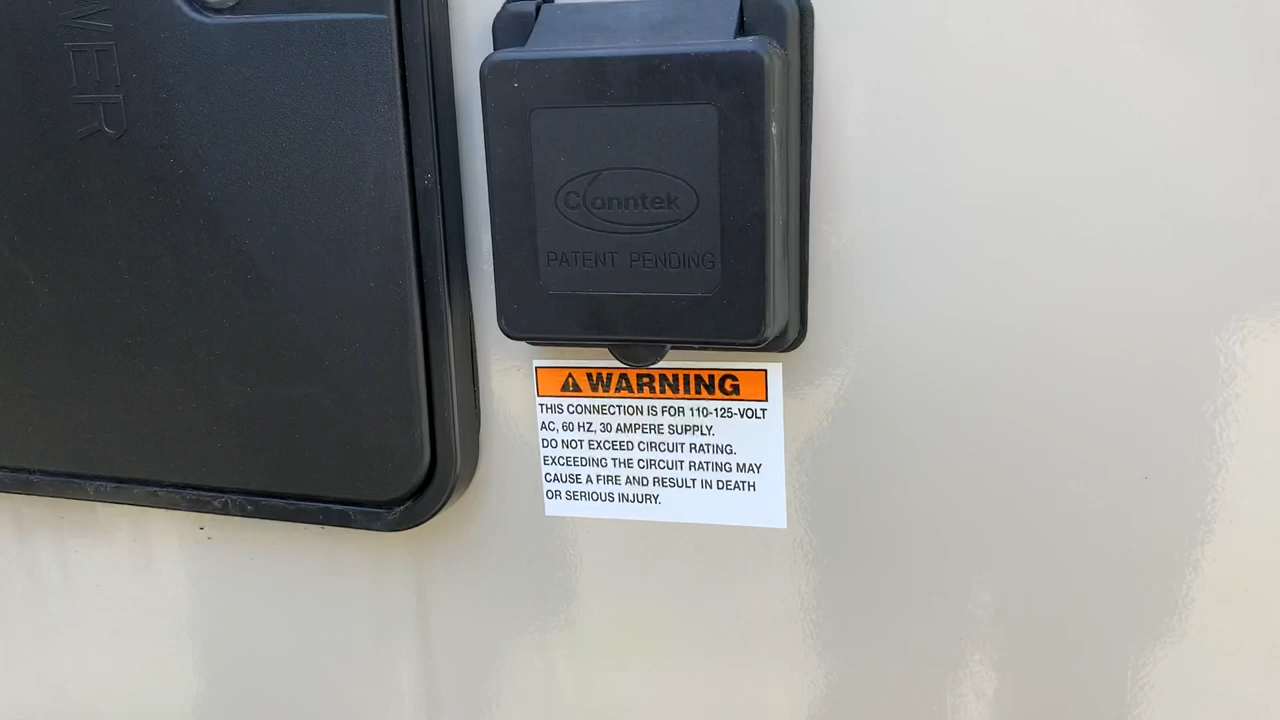 WER
Conntek
PATENT PENDING
WARNING
THIS CONNECTION IS FOR 110-125-VOLT
AC, 60 HZ, 30 AMPERE SUPPLY.
DO NOT EXCEED CIRCUIT RATING.
EXCEEDING THE CIRCUIT RATING MAY
CAUSE A FIRE AND RESULT IN DEATH
OR SERIOUS INJURY.